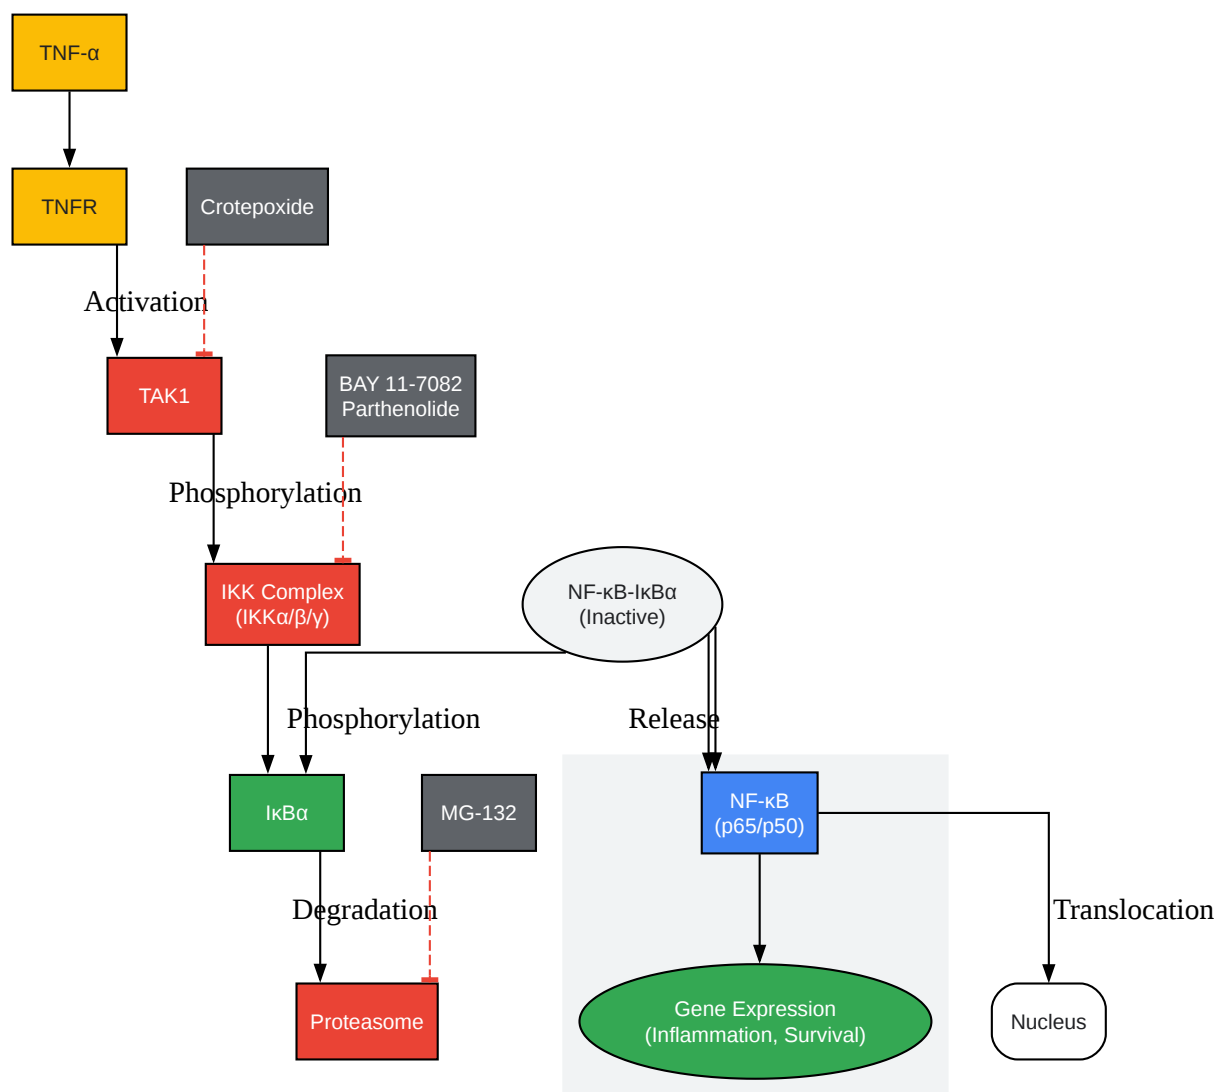 TNF-α
TNFR
Crotepoxide
Activation
TAK1
BAY 11-7082
Parthenolide
Phosphorylation
IKK Complex
(IKKα/β/γ)
NF-κB-IκBα
(Inactive)
Phosphorylation
Release
IκBα
MG-132
NF-κB
(p65/p50)
Degradation
Translocation
Proteasome
Gene Expression
(Inflammation, Survival)
Nucleus